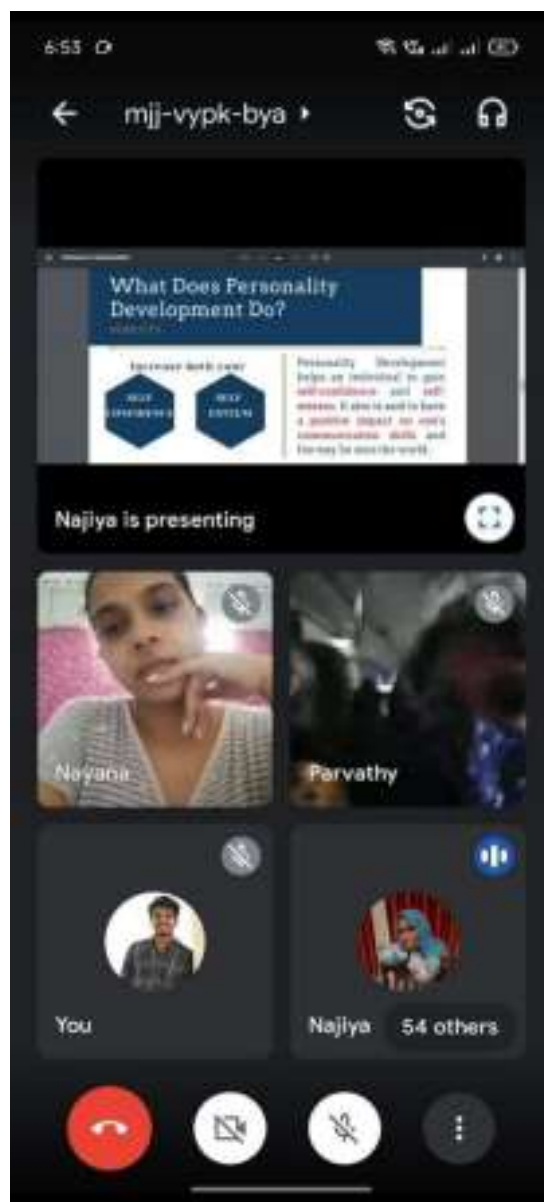 6:53
mjj-vypk-bya
What Does Personality
Development Do?
Increase both your
SELF
CONFIDENCE
SELF
ESTEEM
Personality Development
helps an individual to gain
self-confidence and self-
esteem. It also is said to have
a positive impact on one's
communication skills and
the way he sees the world.
Najiya is presenting
Nayana
Parvathy
You
Najiya
54 others